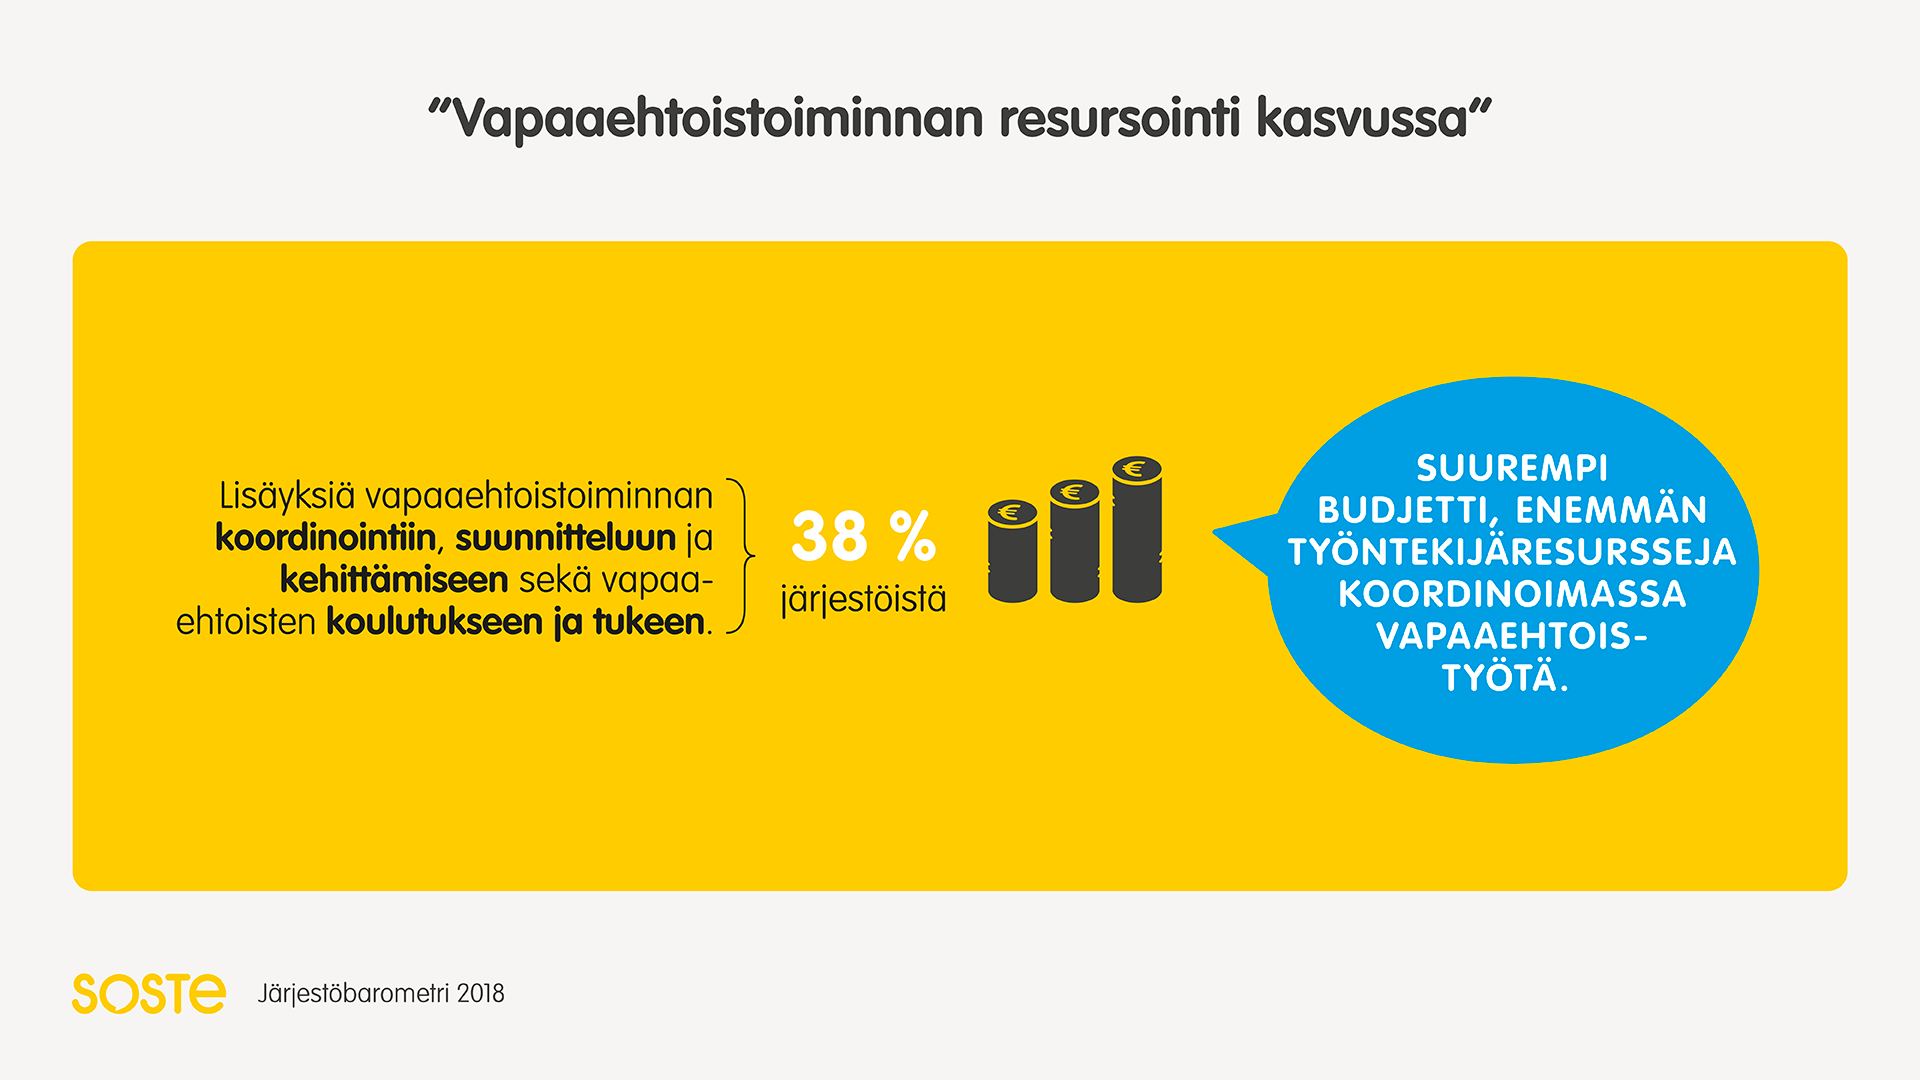 ”Vapaaehtoistoiminnan resursointi kasvussa”
Lisäyksiä vapaaehtoistoiminnan
koordinointiin, suunnitteluun ja
kehittämiseen sekä vapaa-
ehtoisten koulutukseen ja tukeen.
38 %
järjestöistä
€
€
€
SUUREMPI
BUDJETTI, ENEMMÄN
TYÖNTEKIJÄRESURSSEJA
KOORDINOIMASSA
VAPAAEHTOIS-
TYÖTÄ.
SOSTE
Järjestöbarometri 2018